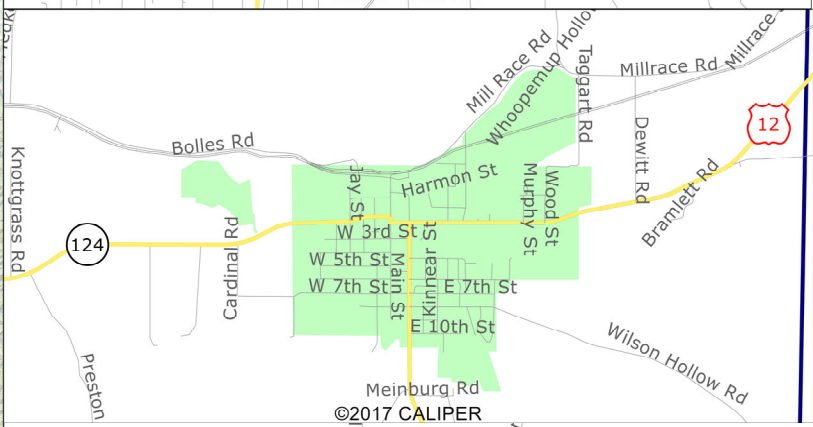 Mill Race Rd
Whoopemup Hollow
Taggart Rd
Millrace Rd
Millrace
12
Bolles Rd
Dewitt Rd
Knottgrass Rd
Jay St
Harmon St
Murphy St
Wood St
Bramlett Rd
124
Cardinal Rd
W 3rd St
W 5th St
W 7th St
Main St
Kinnear St
E 7th St
E 10th St
Wilson Hollow Rd
Preston
Meinburg Rd
©2017 CALIPER